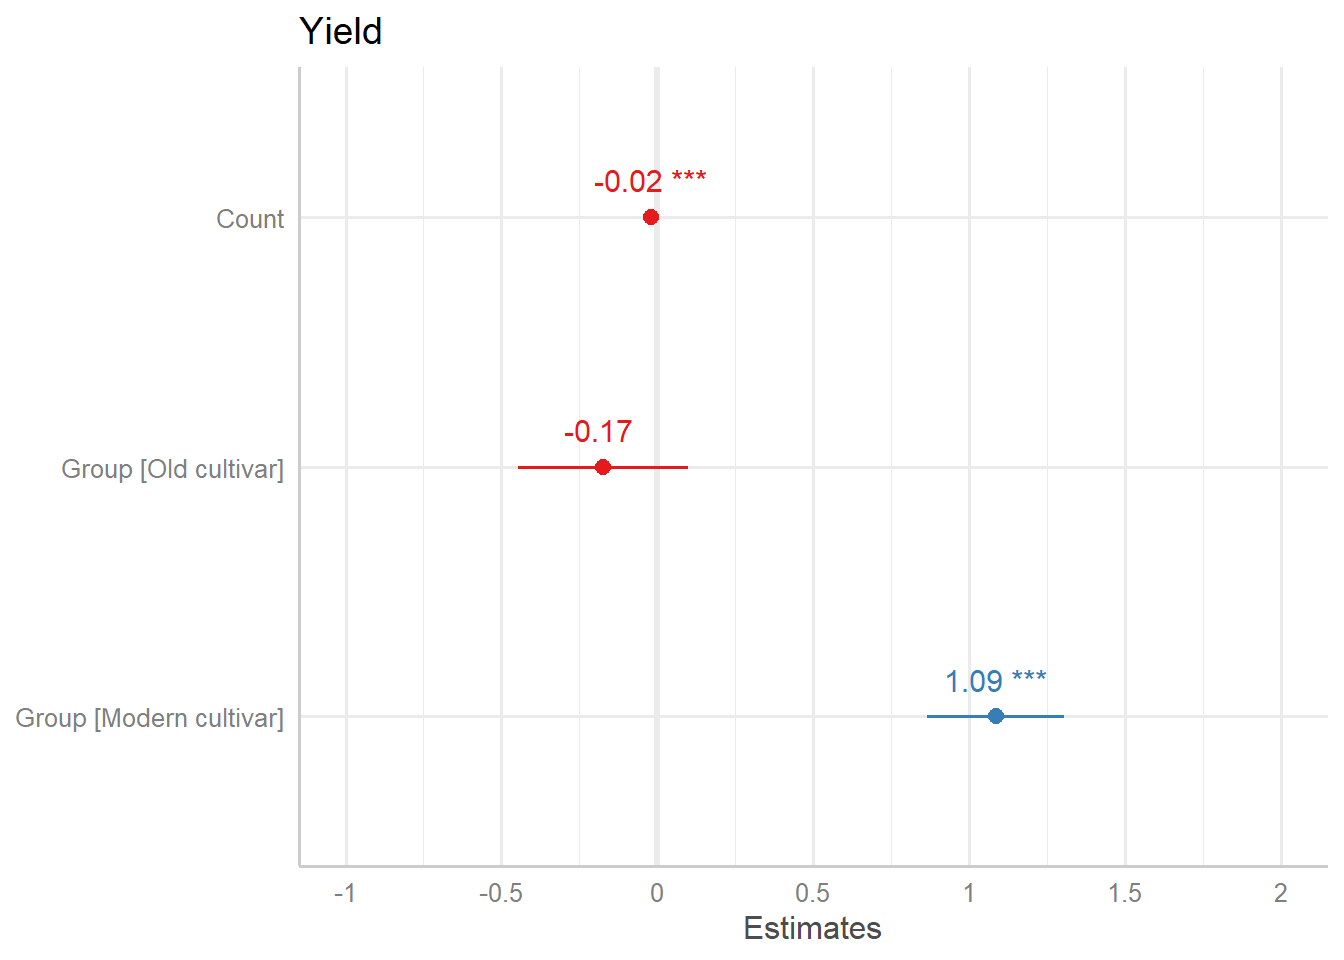 Yield
-0.02 ***
Count
-0.17
Group [Old cultivar]
1.09 ***
Group [Modern cultivar]
-1 -0.5 0 0.5 1 1.5 2
Estimates